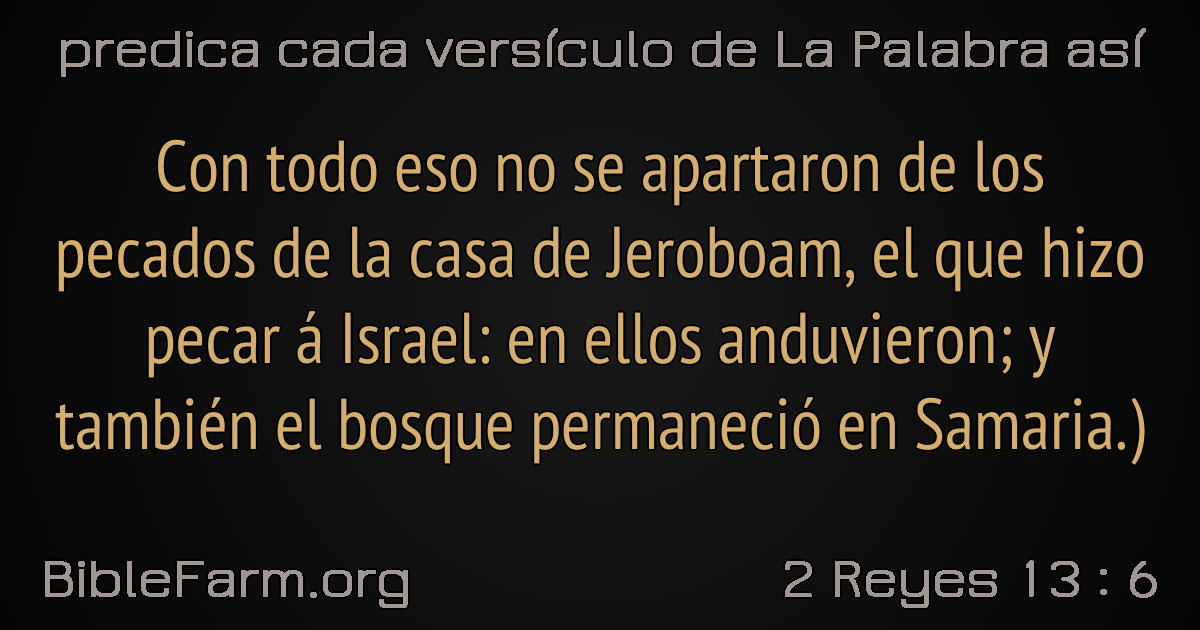 predica cada versículo de La Palabra así
Con todo eso no se apartaron de los
pecados de la casa de Jeroboam, el que hizo
pecar á Israel: en ellos anduvieron; y
también el bosque permaneció en Samaria.)
BibleFarm.org
2 Reyes 13 : 6